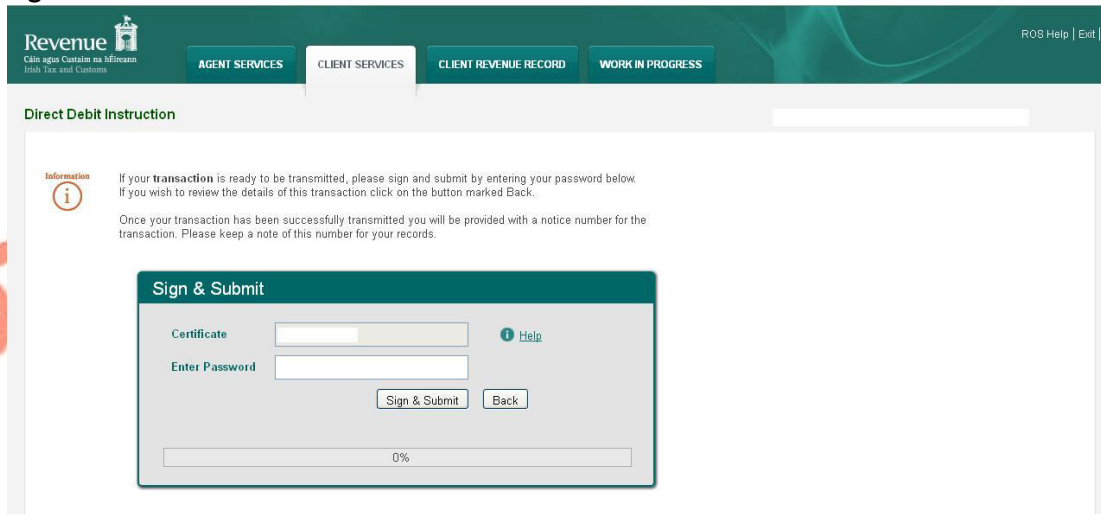 Revenue
Cáin agus Custaim na hÉireann
Irish Tax and Customs
ROS Help | Exit |
AGENT SERVICES
CLIENT SERVICES
CLIENT REVENUE RECORD
WORK IN PROGRESS
Direct Debit Instruction
Information
If your transaction is ready to be transmitted, please sign and submit by entering your password below.
If you wish to review the details of this transaction click on the button marked Back.
Once your transaction has been successfully transmitted you will be provided with a notice number for the
transaction. Please keep a note of this number for your records.
Sign & Submit
Certificate
Help
Enter Password
Sign & Submit
Back
0%